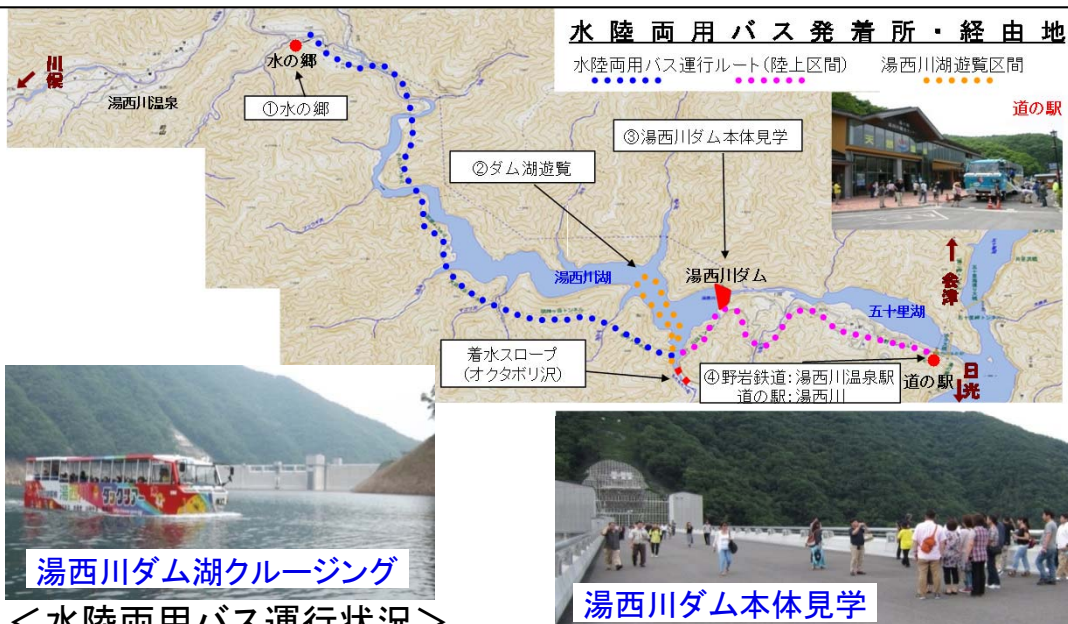 水陸両用バス発着所・経由地
水陸両用バス運行ルート(陸上区間)
湯西川湖遊覧区間
道の駅
川俣
湯西川温泉
水の郷
①水の郷
②ダム湖遊覧
③湯西川ダム本体見学
湯西川湖
湯西川ダム
五十里湖
会津
着水スロープ
(オクタボリ沢)
④野岩鉄道:湯西川温泉駅
道の駅:湯西川
道の駅
日光
ダックツアー
湯西川ダム湖クルージング
湯西川ダム本体見学
<水陸両用バス運行状況>